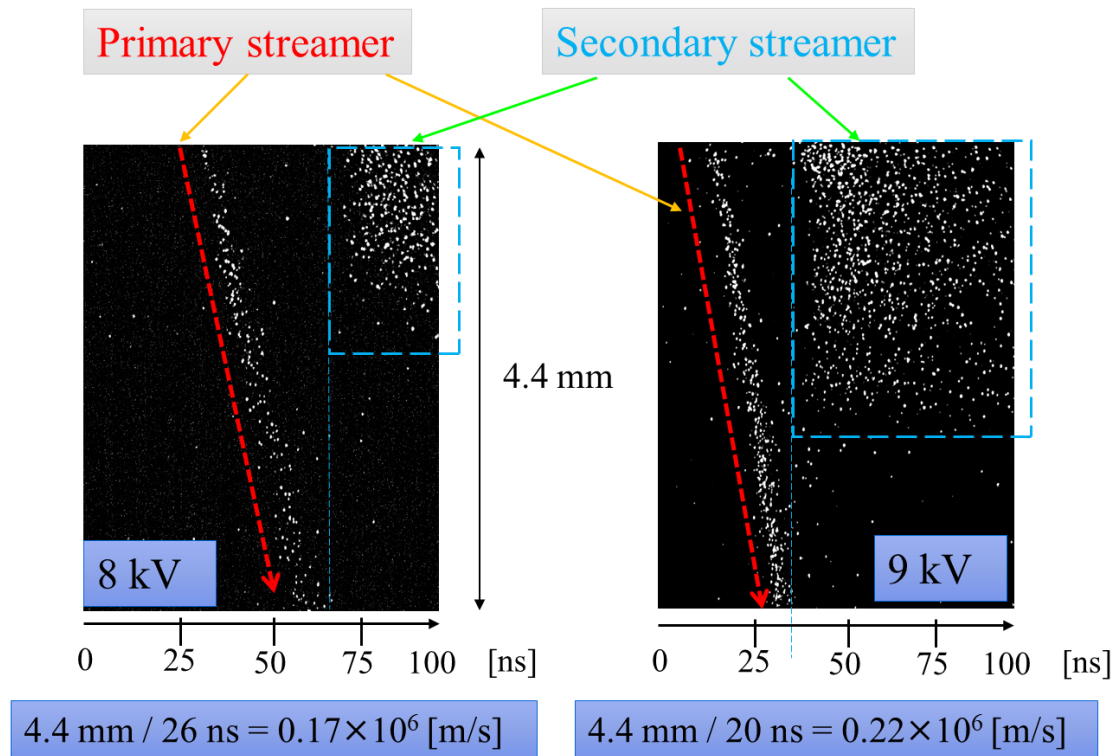 Primary streamer
Secondary streamer
4.4 mm
8 kV
9 kV
0 25 50 75 100 [ns]
0 25 50 75 100 [ns]
4.4 mm / 26 ns = 0.17×10⁶ [m/s]
4.4 mm / 20 ns = 0.22×10⁶ [m/s]